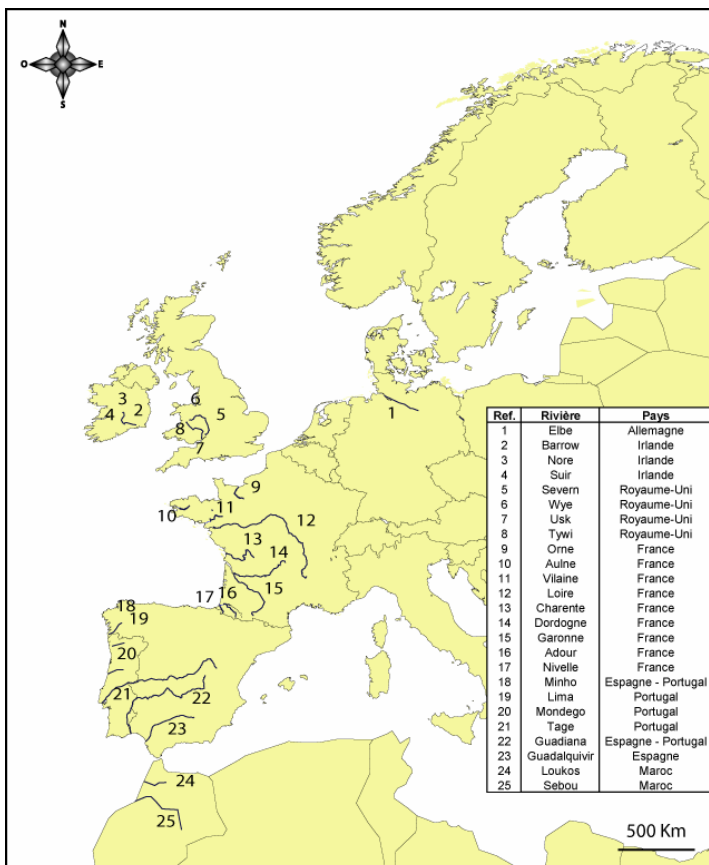 N
O
E
S
1
3
2
4
6
5
8
7
9
10
11
12
13
14
15
16
17
18
19
20
21
22
23
24
25
Ref. Rivière Pays
1 Elbe Allemagne
2 Barrow Irlande
3 Nore Irlande
4 Suir Irlande
5 Severn Royaume-Uni
6 Wye Royaume-Uni
7 Usk Royaume-Uni
8 Tywi Royaume-Uni
9 Orne France
10 Aulne France
11 Vilaine France
12 Loire France
13 Charente France
14 Dordogne France
15 Garonne France
16 Adour France
17 Nivelle France
18 Minho Espagne - Portugal
19 Lima Portugal
20 Mondego Portugal
21 Tage Portugal
22 Guadiana Espagne - Portugal
23 Guadalquivir Espagne
24 Loukos Maroc
25 Sebou Maroc
500 Km